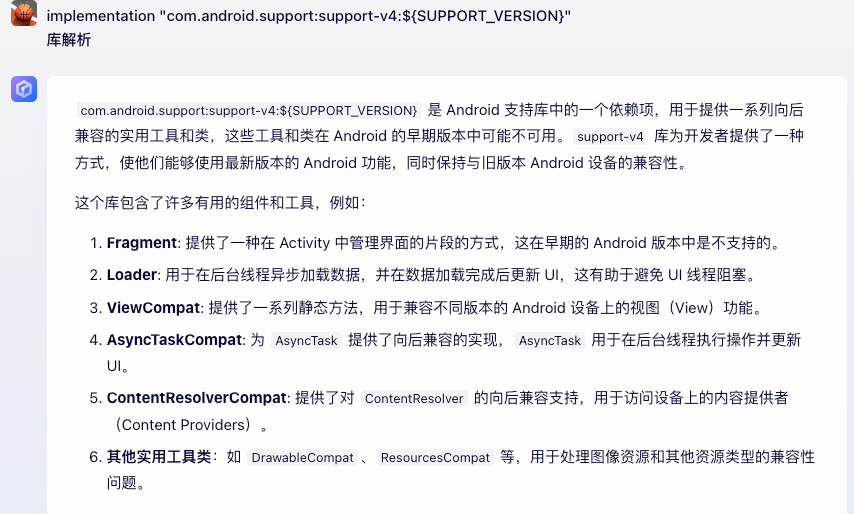 implementation "com.android.support:support-v4:${SUPPORT_VERSION}"
库解析
com.android.support:support-v4:${SUPPORT_VERSION} 是 Android 支持库中的一个依赖项，用于提供一系列向后
兼容的实用工具和类，这些工具和类在 Android 的早期版本中可能不可用。 support-v4 库为开发者提供了一种
方式，使他们能够使用最新版本的 Android 功能，同时保持与旧版本 Android 设备的兼容性。
这个库包含了许多有用的组件和工具，例如：
1. Fragment: 提供了一种在 Activity 中管理界面的片段的方式，这在早期的 Android 版本中是不支持的。
2. Loader: 用于在后台线程异步加载数据，并在数据加载完成后更新 UI，这有助于避免 UI 线程阻塞。
3. ViewCompat: 提供了一系列静态方法，用于兼容不同版本的 Android 设备上的视图（View）功能。
4. AsyncTaskCompat: 为 AsyncTask 提供了向后兼容的实现， AsyncTask 用于在后台线程执行操作并更新
UI。
5. ContentResolverCompat: 提供了对 ContentResolver 的向后兼容支持，用于访问设备上的内容提供者
（Content Providers）。
6. 其他实用工具类：如 DrawableCompat 、 ResourcesCompat 等，用于处理图像资源和其他资源类型的兼容性
问题。